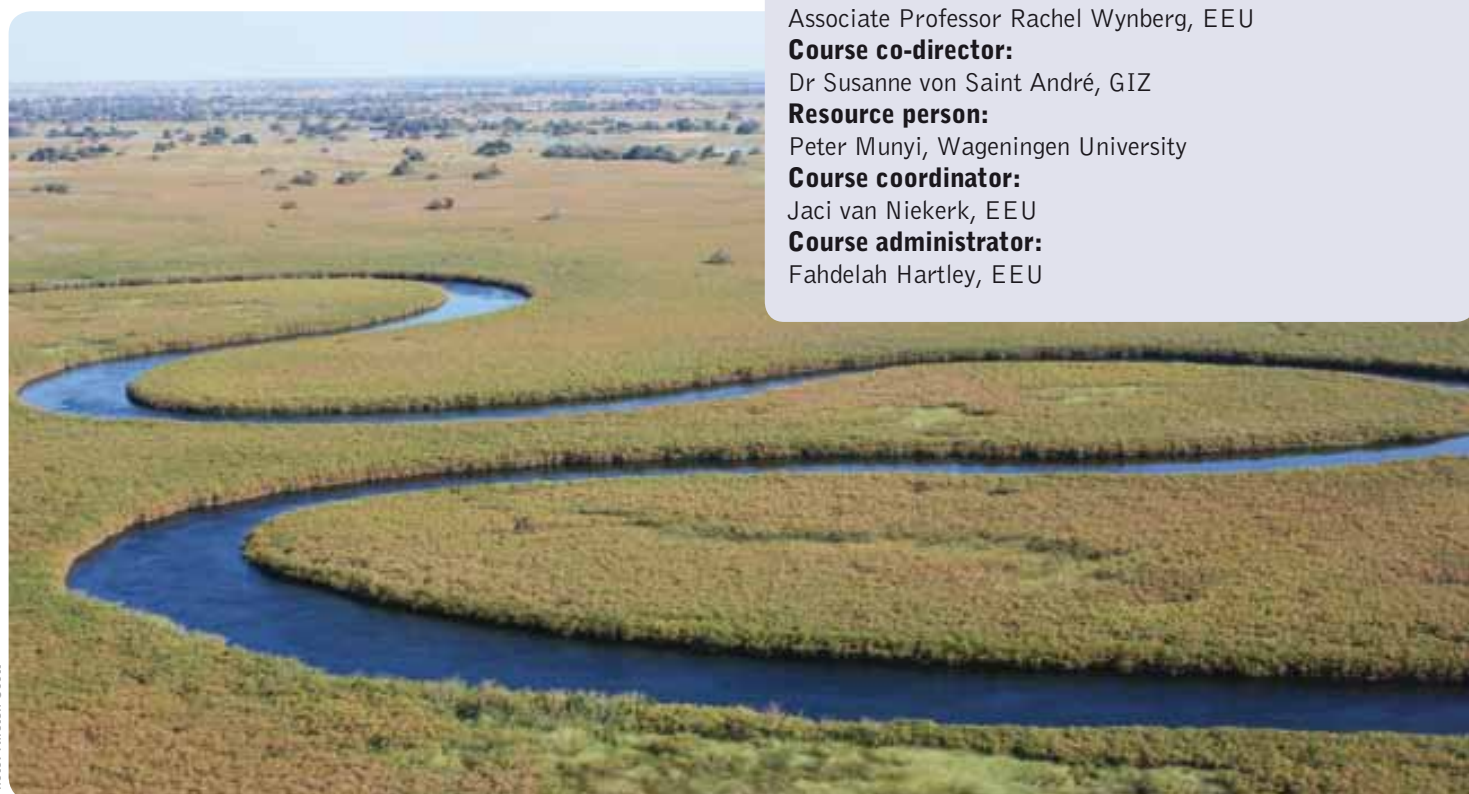 Associate Professor Rachel Wynberg, EEU
Course co-director:
Dr Susanne von Saint André, GIZ
Resource person:
Peter Munyi, Wageningen University
Course coordinator:
Jaci van Niekerk, EEU
Course administrator:
Fahdelah Hartley, EEU